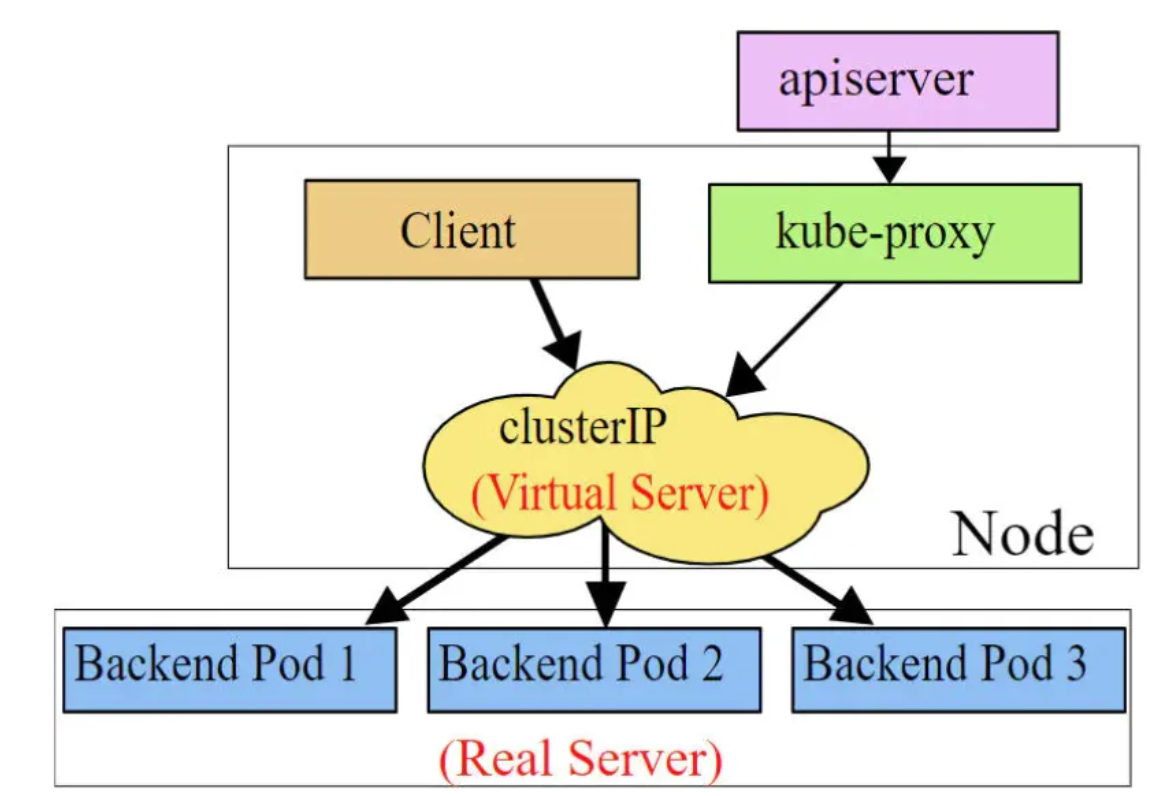 apiserver
Client
kube-proxy
clusterIP
(Virtual Server)
Node
Backend Pod 1
Backend Pod 2
Backend Pod 3
(Real Server)